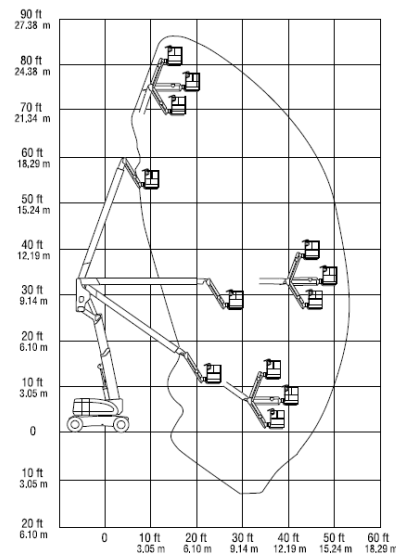 90 ft
27,38 m
80 ft
24,38 m
70 ft
21,34 m
60 ft
18,29 m
50 ft
15,24 m
40 ft
12,19 m
30 ft
9.14 m
20 ft
6.10 m
10 ft
3.05 m
0
10 ft
3,05 m
20 ft
6.10 m
0 10 ft 20 ft 30 ft 40 ft 50 ft 60 ft
3,05 m 6,10 m 9,14 m 12,19 m 15,24 m 18,29 m